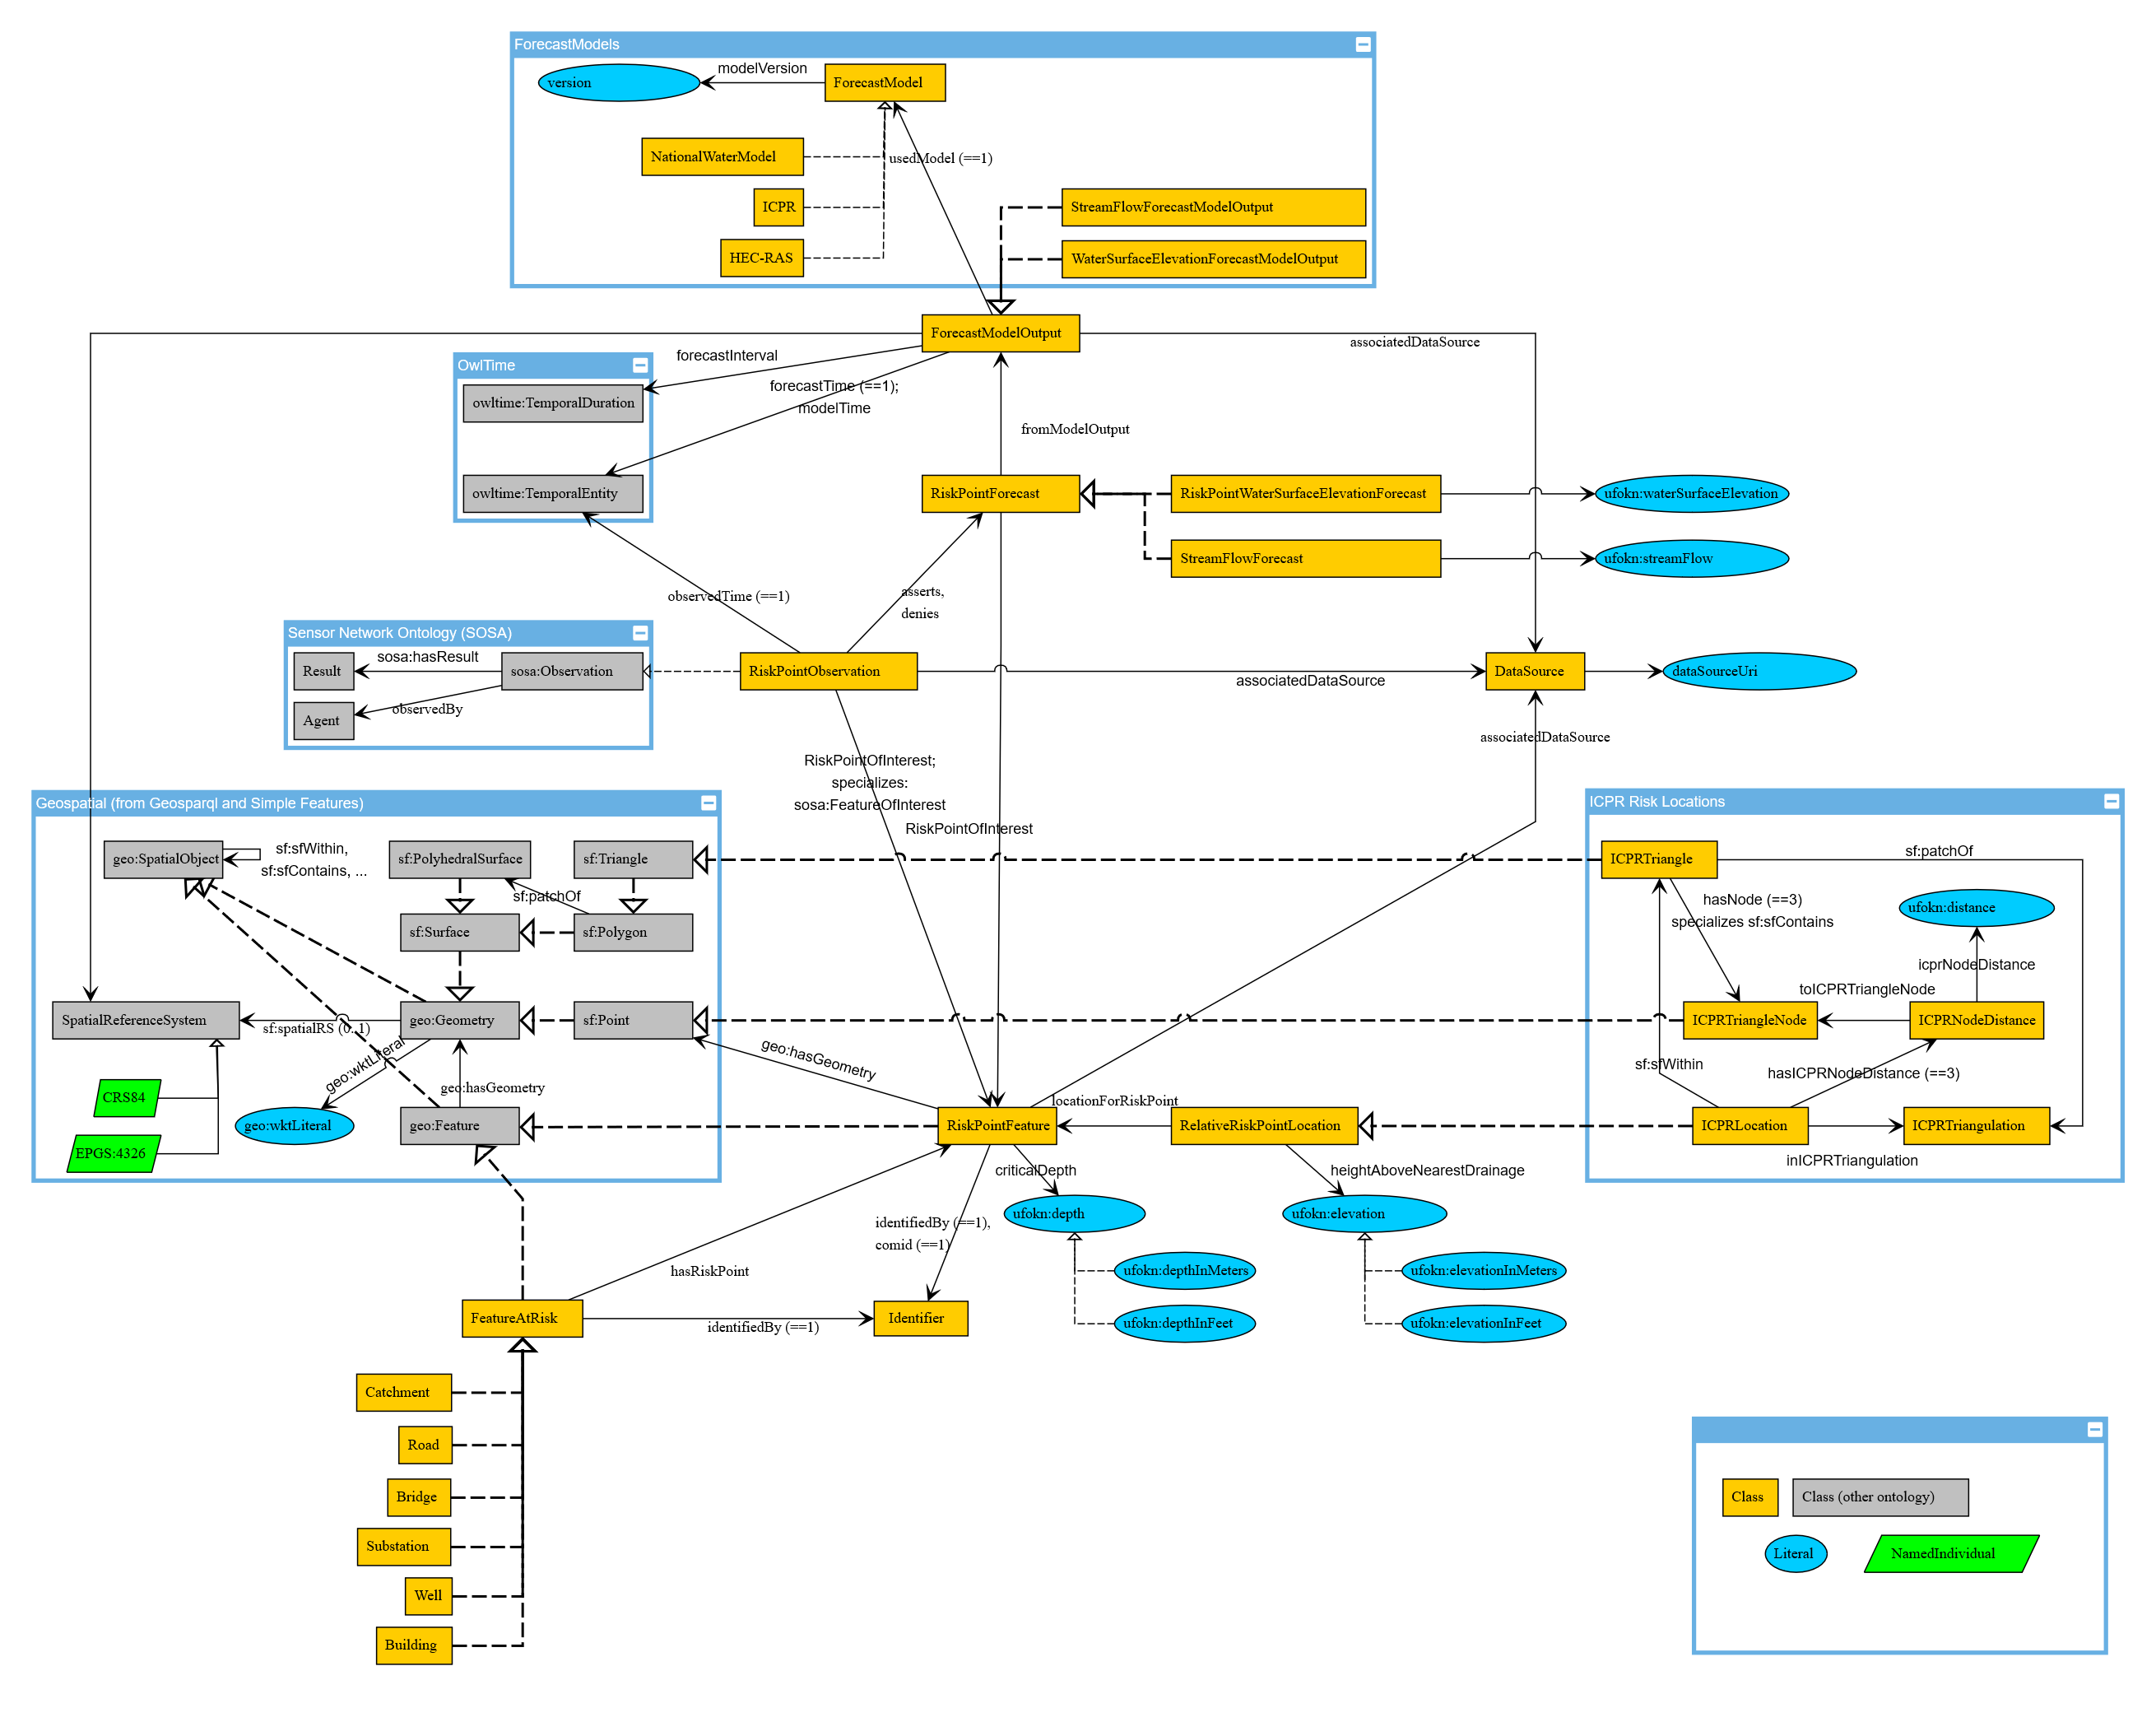 ForecastModels
version
modelVersion
ForecastModel
NationalWaterModel
usedModel (==1)
ICPR
StreamFlowForecastModelOutput
HEC-RAS
WaterSurfaceElevationForecastModelOutput
ForecastModelOutput
associatedDataSource
OwlTime
forecastInterval
owltime:TemporalDuration
forecastTime (==1);
modelTime
fromModelOutput
owltime:TemporalEntity
RiskPointForecast
RiskPointWaterSurfaceElevationForecast
ufokn:waterSurfaceElevation
StreamFlowForecast
ufokn:streamFlow
observedTime (==1)
asserts,
denies
Sensor Network Ontology (SOSA)
Result
sosa:hasResult
sosa:Observation
RiskPointObservation
associatedDataSource
DataSource
dataSourceUri
Agent
observedBy
associatedDataSource
RiskPointOfInterest;
specializes:
sosa:FeatureOfInterest
RiskPointOfInterest
Geospatial (from Geosparql and Simple Features)
geo:SpatialObject
sf:sfWithin,
sf:sfContains, ...
sf:PolyhedralSurface
sf:Triangle
sf:patchOf
sf:Surface
sf:Polygon
SpatialReferenceSystem
sf:spatialRS (0..1)
geo:Geometry
sf:Point
geo:hasGeometry
geo:wktLiteral
CRS84
geo:hasGeometry
geo:wktLiteral
geo:Feature
EPGS:4326
ICPR Risk Locations
ICPRTriangle
sf:patchOf
hasNode (==3)
specializes sf:sfContains
ufokn:distance
icprNodeDistance
toICPRTriangleNode
ICPRTriangleNode
ICPRNodeDistance
sf:sfWithin
hasICPRNodeDistance (==3)
ICPRLocation
ICPRTriangulation
inICPRTriangulation
RiskPointFeature
locationForRiskPoint
RelativeRiskPointLocation
criticalDepth
heightAboveNearestDrainage
ufokn:depth
ufokn:elevation
identifiedBy (==1),
comid (==1)
ufokn:depthInMeters
ufokn:elevationInMeters
hasRiskPoint
FeatureAtRisk
identifiedBy (==1)
Identifier
ufokn:depthInFeet
ufokn:elevationInFeet
Catchment
Road
Bridge
Substation
Well
Building
Class
Class (other ontology)
Literal
NamedIndividual